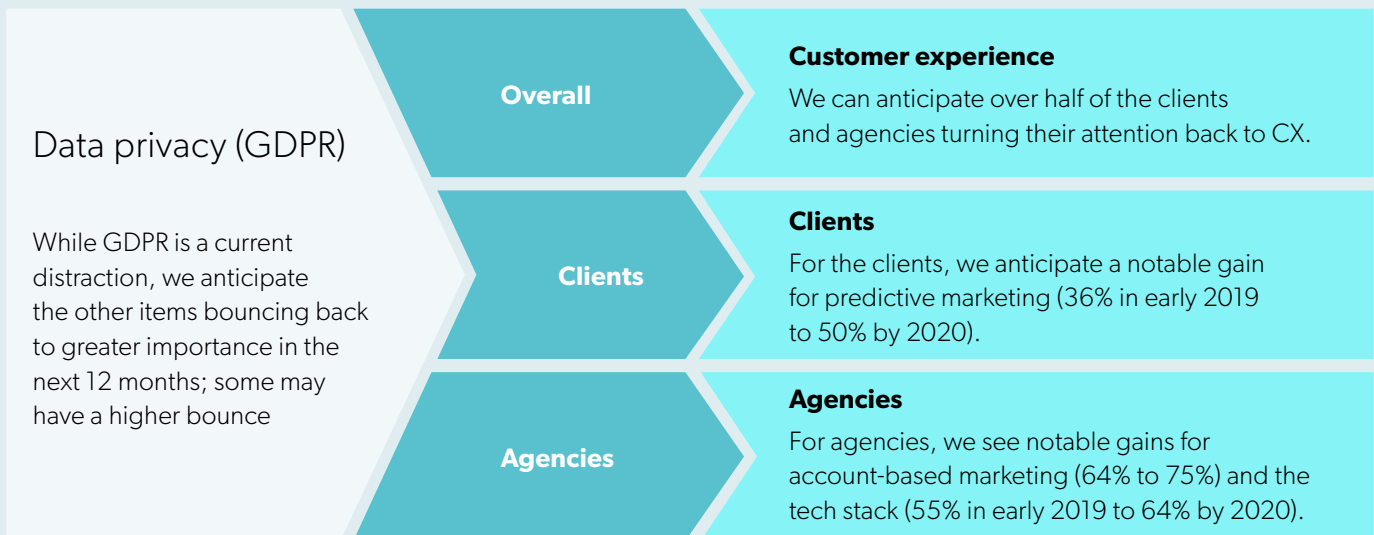 Data privacy (GDPR)
While GDPR is a current
distraction, we anticipate
the other items bouncing back
to greater importance in the
next 12 months; some may
have a higher bounce
Overall
Customer experience
We can anticipate over half of the clients
and agencies turning their attention back to CX.
Clients
Clients
For the clients, we anticipate a notable gain
for predictive marketing (36% in early 2019
to 50% by 2020).
Agencies
Agencies
For agencies, we see notable gains for
account-based marketing (64% to 75%) and the
tech stack (55% in early 2019 to 64% by 2020).